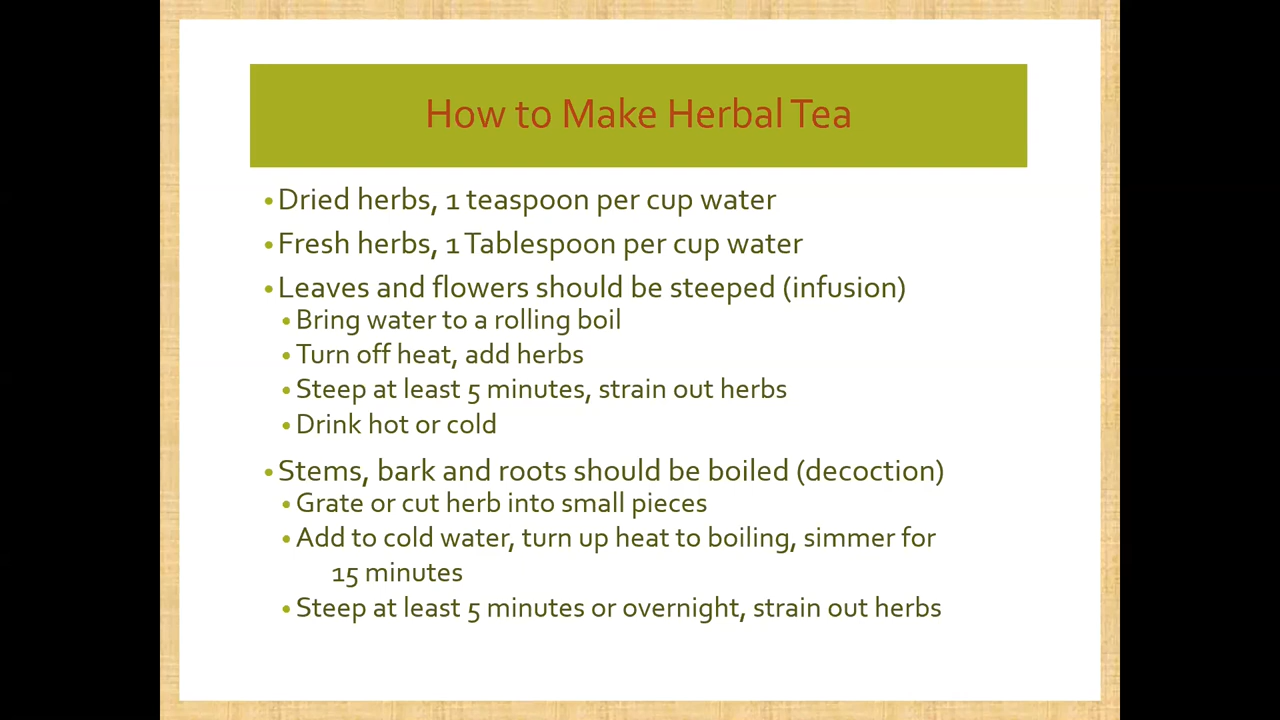 How to Make Herbal Tea
•Dried herbs, 1 teaspoon per cup water
•Fresh herbs, 1 Tablespoon per cup water
•Leaves and flowers should be steeped (infusion)
•Bring water to a rolling boil
•Turn off heat, add herbs
•Steep at least 5 minutes, strain out herbs
•Drink hot or cold
•Stems, bark and roots should be boiled (decoction)
•Grate or cut herb into small pieces
•Add to cold water, turn up heat to boiling, simmer for
15 minutes
•Steep at least 5 minutes or overnight, strain out herbs